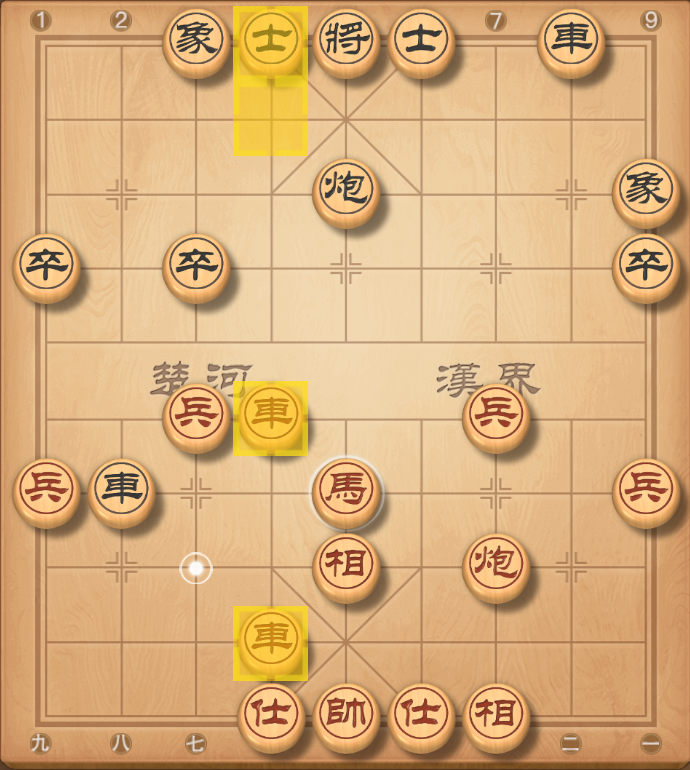 1 2 7 9
象 士 將 士 車
炮 象
卒 卒 卒
楚河 漢界
兵 車 兵
兵 車 馬 兵
相 炮
車
仕 帥 仕 相
九 八 七 二 一